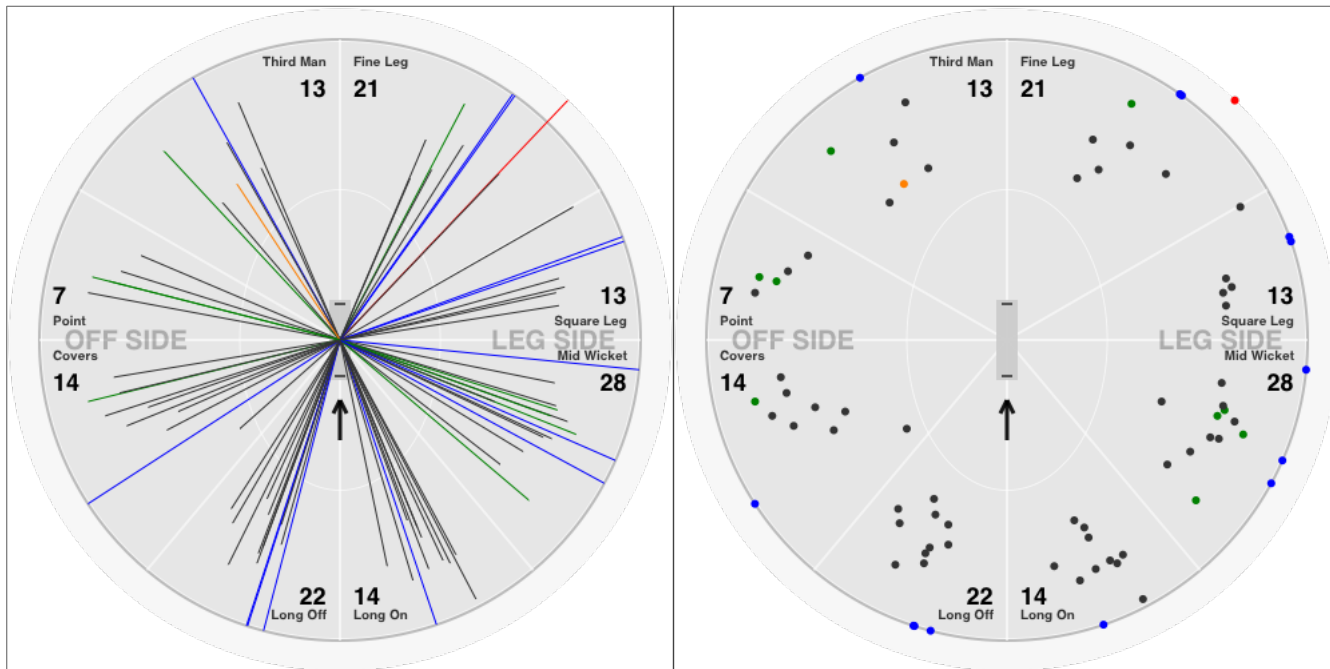 Third Man Fine Leg
13 21
7 13
Point Square Leg
OFF SIDE LEG SIDE
Covers Mid Wicket
14 28
22 14
Long Off Long On
Third Man Fine Leg
13 21
7 13
Point Square Leg
OFF SIDE LEG SIDE
Covers Mid Wicket
14 28
22 14
Long Off Long On